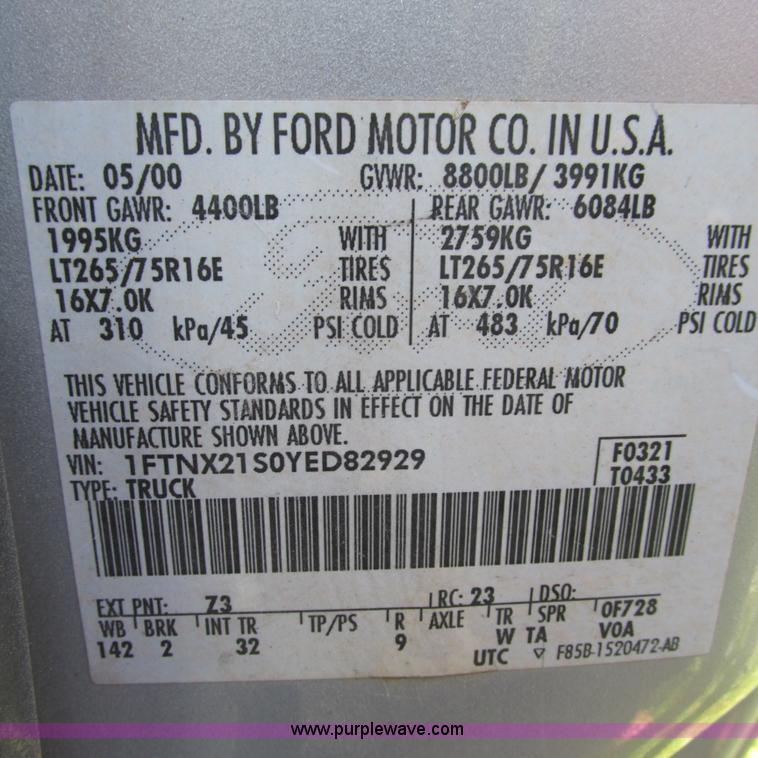 MFD. BY FORD MOTOR CO. IN U.S.A.
DATE: 05/00 GVWR: 8800LB/ 3991KG
FRONT GAWR: 4400LB REAR GAWR: 6084LB
1995KG WITH 2759KG WITH
LT265/75R16E TIRES LT265/75R16E TIRES
16X7.0K RIMS 16X7.0K RIMS
AT 310 kPa/45 PSI COLD AT 483 kPa/70 PSI COLD
THIS VEHICLE CONFORMS TO ALL APPLICABLE FEDERAL MOTOR
VEHICLE SAFETY STANDARDS IN EFFECT ON THE DATE OF
MANUFACTURE SHOWN ABOVE.
VIN: 1FTNX21S0YED82929 F0321
TYPE: TRUCK T0433
EXT PNT: Z3 RC: 23 DSO:
WB BRK INT TR TP/PS R AXLE TR SPR 0F728
142 2 32 9 W TA V0A
UTC ▽ F85B-1520472-AB
www.purplewave.com